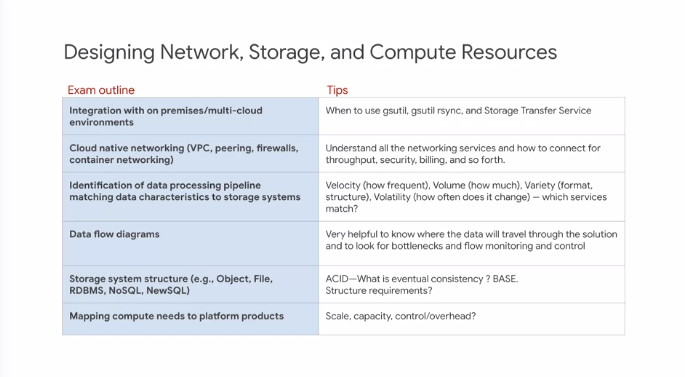 Designing Network, Storage, and Compute Resources
Exam outline
Tips
Integration with on premises/multi-cloud
environments
When to use gsutil, gsutil rsync, and Storage Transfer Service
Cloud native networking (VPC, peering, firewalls,
container networking)
Understand all the networking services and how to connect for
throughput, security, billing, and so forth.
Identification of data processing pipeline
matching data characteristics to storage systems
Velocity (how frequent), Volume (how much), Variety (format,
structure), Volatility (how often does it change) — which services
match?
Data flow diagrams
Very helpful to know where the data will travel through the solution
and to look for bottlenecks and flow monitoring and control
Storage system structure (e.g., Object, File,
RDBMS, NoSQL, NewSQL)
ACID—What is eventual consistency ? BASE.
Structure requirements?
Mapping compute needs to platform products
Scale, capacity, control/overhead?